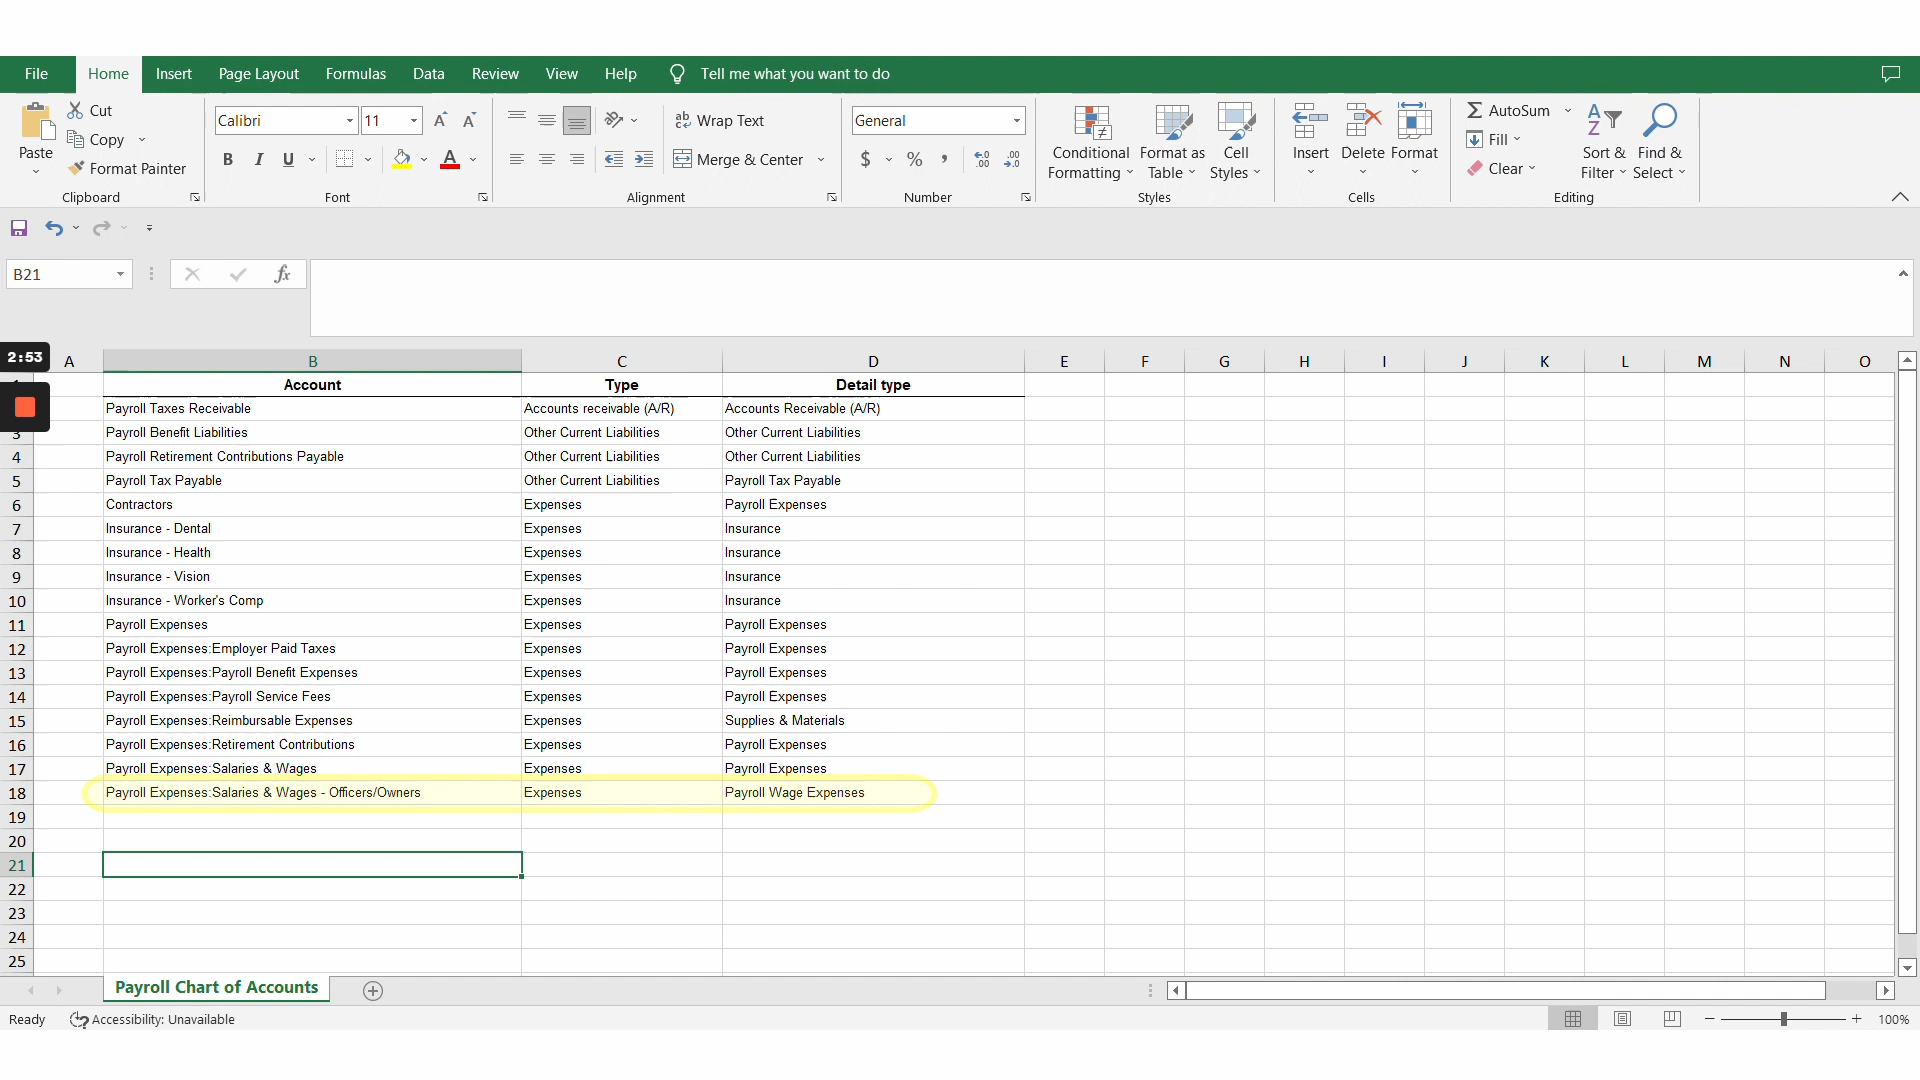 File Home Insert Page Layout Formulas Data Review View Help Tell me what you want to do
Cut
Copy
Format Painter
Paste
Clipboard
Calibri 11
B I U A
Font
Wrap Text
Merge & Center
Alignment
General
$ % ,
Number
Conditional Formatting
Format as Table
Cell Styles
Styles
Insert Delete Format
Cells
AutoSum
Fill
Clear
Sort & Filter
Find & Select
Editing
B21 fx
2:53
A B C D E F G H I J K L M N O
Account Type Detail type
Payroll Taxes Receivable Accounts receivable (A/R) Accounts Receivable (A/R)
3 Payroll Benefit Liabilities Other Current Liabilities Other Current Liabilities
4 Payroll Retirement Contributions Payable Other Current Liabilities Other Current Liabilities
5 Payroll Tax Payable Other Current Liabilities Payroll Tax Payable
6 Contractors Expenses Payroll Expenses
7 Insurance - Dental Expenses Insurance
8 Insurance - Health Expenses Insurance
9 Insurance - Vision Expenses Insurance
10 Insurance - Worker's Comp Expenses Insurance
11 Payroll Expenses Expenses Payroll Expenses
12 Payroll Expenses:Employer Paid Taxes Expenses Payroll Expenses
13 Payroll Expenses:Payroll Benefit Expenses Expenses Payroll Expenses
14 Payroll Expenses:Payroll Service Fees Expenses Payroll Expenses
15 Payroll Expenses:Reimbursable Expenses Expenses Supplies & Materials
16 Payroll Expenses:Retirement Contributions Expenses Payroll Expenses
17 Payroll Expenses:Salaries & Wages Expenses Payroll Expenses
18 Payroll Expenses:Salaries & Wages - Officers/Owners Expenses Payroll Wage Expenses
19
20
21
22
23
24
25
Payroll Chart of Accounts
Ready Accessibility: Unavailable 100%